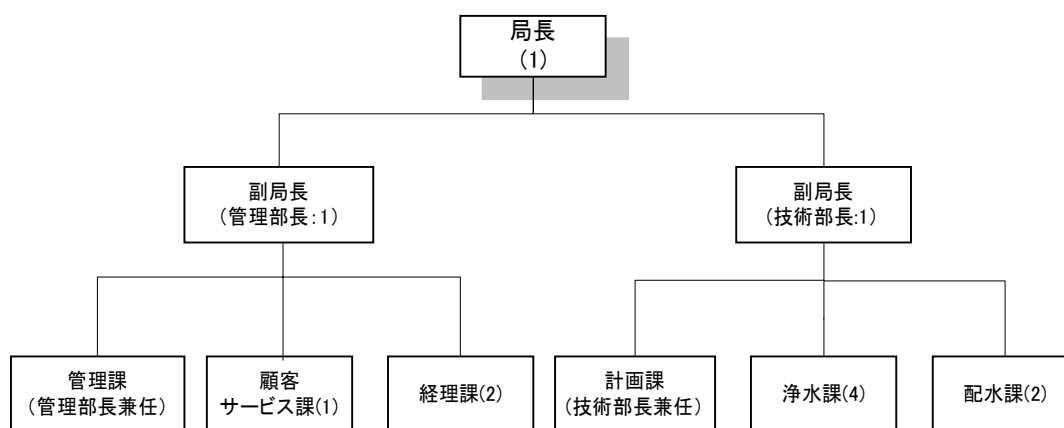 局長
(1)
副局長
(管理部長:1)
副局長
(技術部長:1)
管理課
(管理部長兼任)
顧客
サービス課(1)
経理課(2)
計画課
(技術部長兼任)
浄水課(4)
配水課(2)